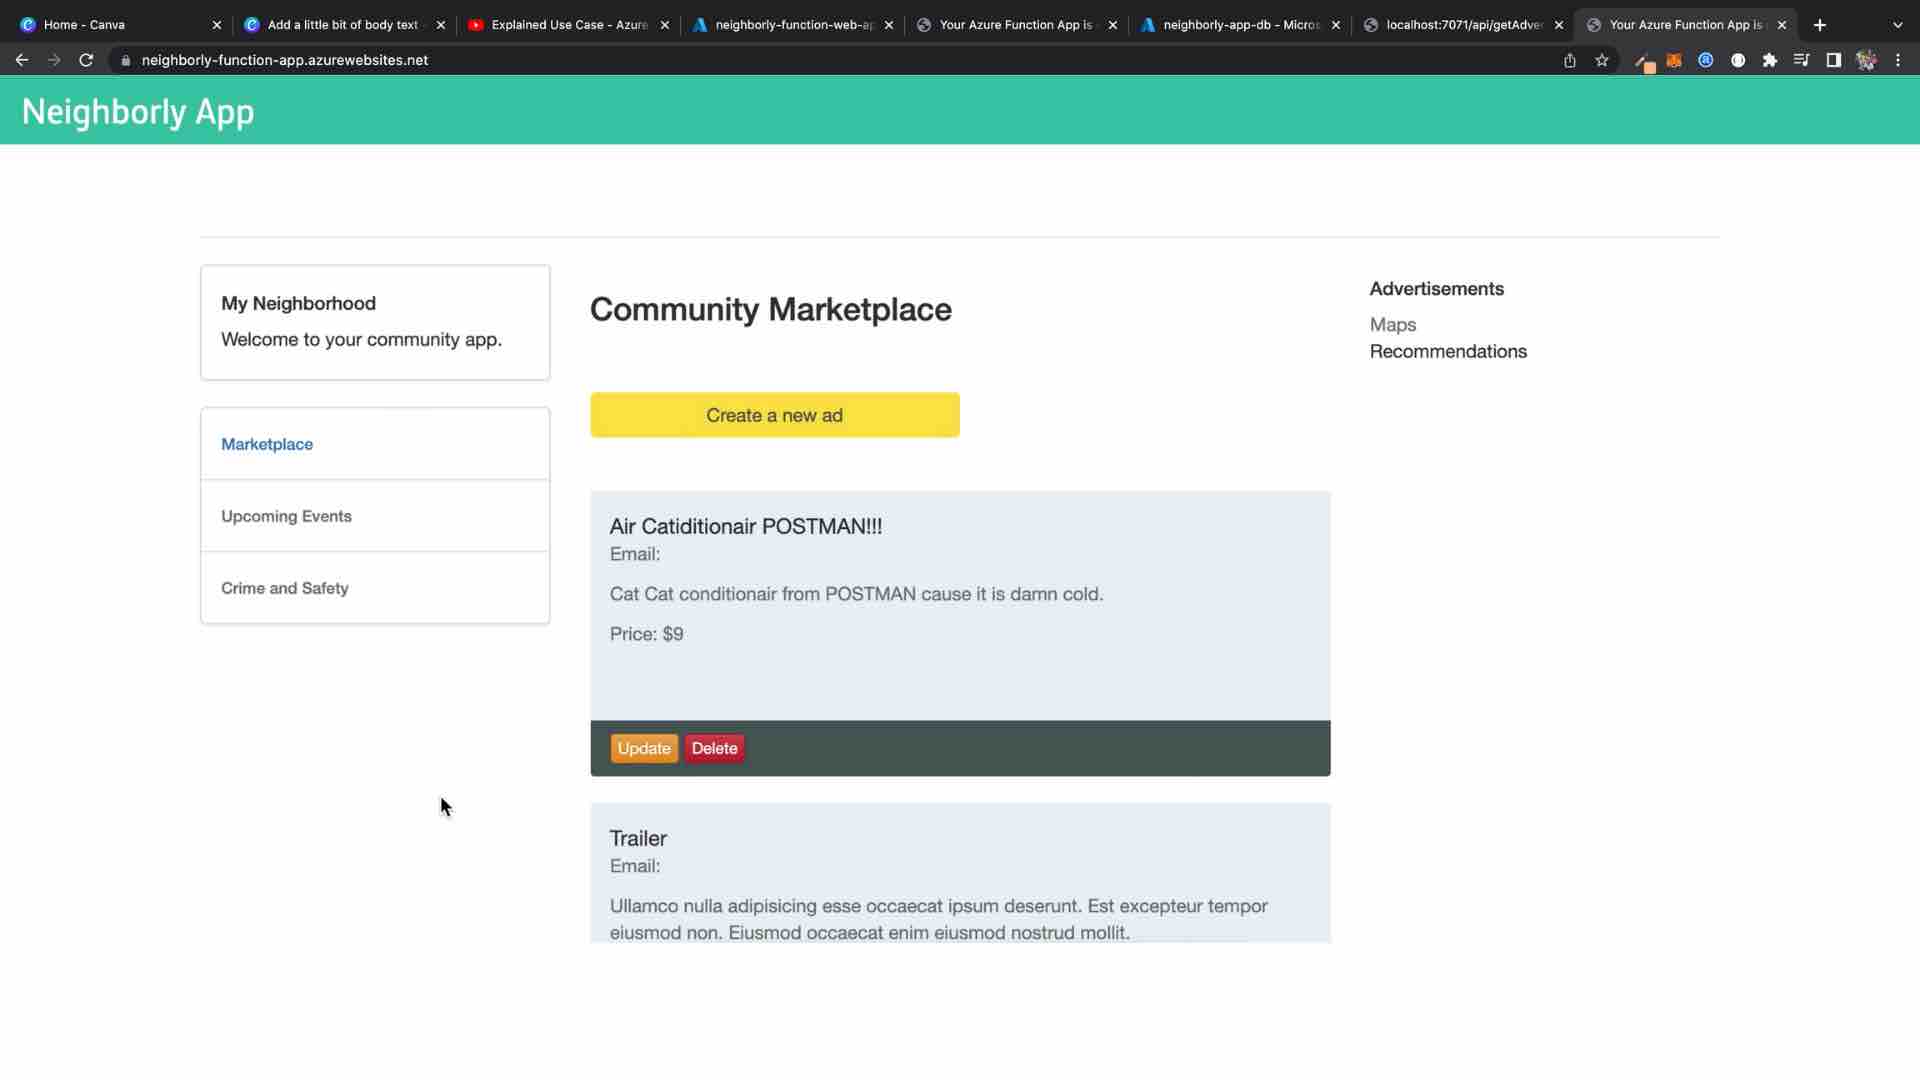 Home - Canva
Add a little bit of body text
Explained Use Case - Azure
neighborly-function-web-ap
Your Azure Function App is
neighborly-app-db - Micros
localhost:7071/api/getAdve
Your Azure Function App is
neighborly-function-app.azurewebsites.net
Neighborly App
My Neighborhood
Welcome to your community app.
Marketplace
Upcoming Events
Crime and Safety
Community Marketplace
Create a new ad
Air Catiditionair POSTMAN!!!
Email:
Cat Cat conditionair from POSTMAN cause it is damn cold.
Price: $9
Update Delete
Trailer
Email:
Ullamco nulla adipisicing esse occaecat ipsum deserunt. Est excepteur tempor
eiusmod non. Eiusmod occaecat enim eiusmod nostrud mollit.
Advertisements
Maps
Recommendations